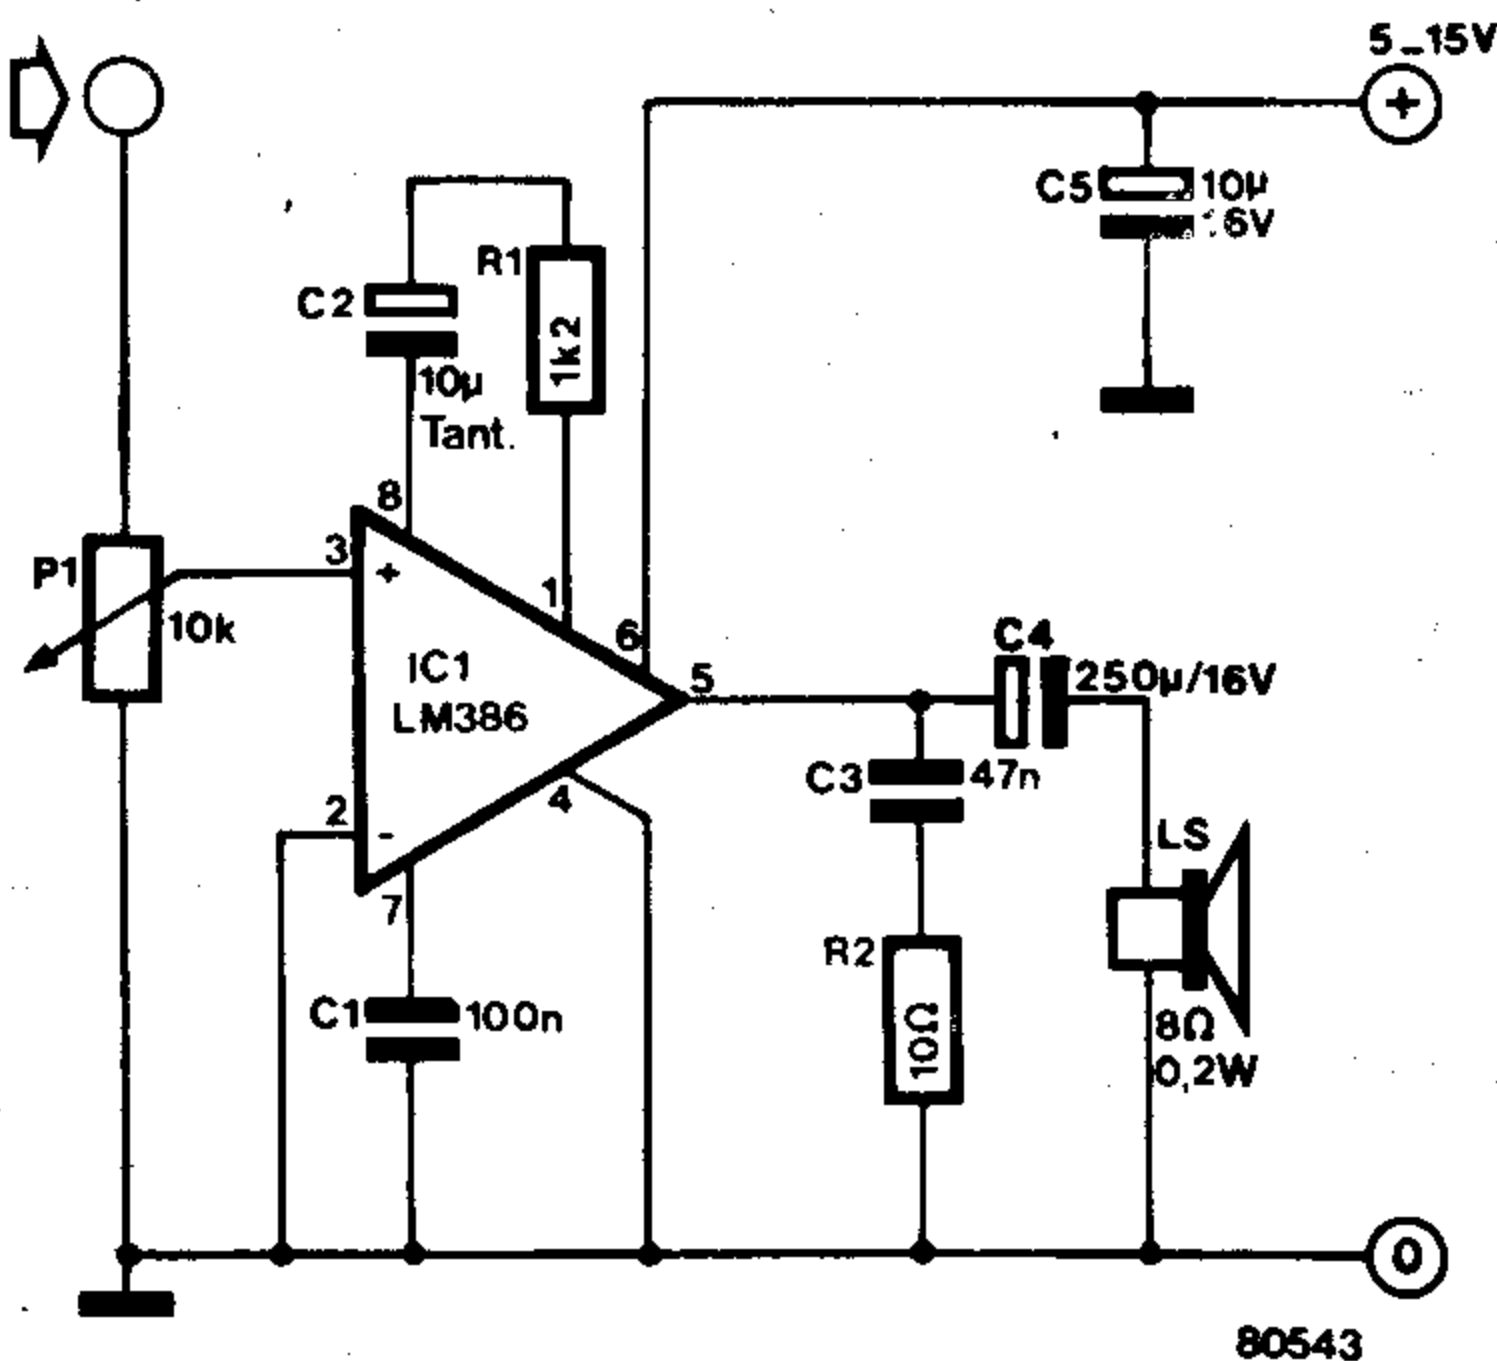 5_15V
+
C5
10µ
16V
R1
1k2
C2
10µ
Tant.
8
3
+
1
6
P1
10k
IC1
LM386
5
C4
250µ/16V
2
-
4
7
C3
47n
LS
R2
10Ω
C1
100n
8Ω
0,2W
0
80543